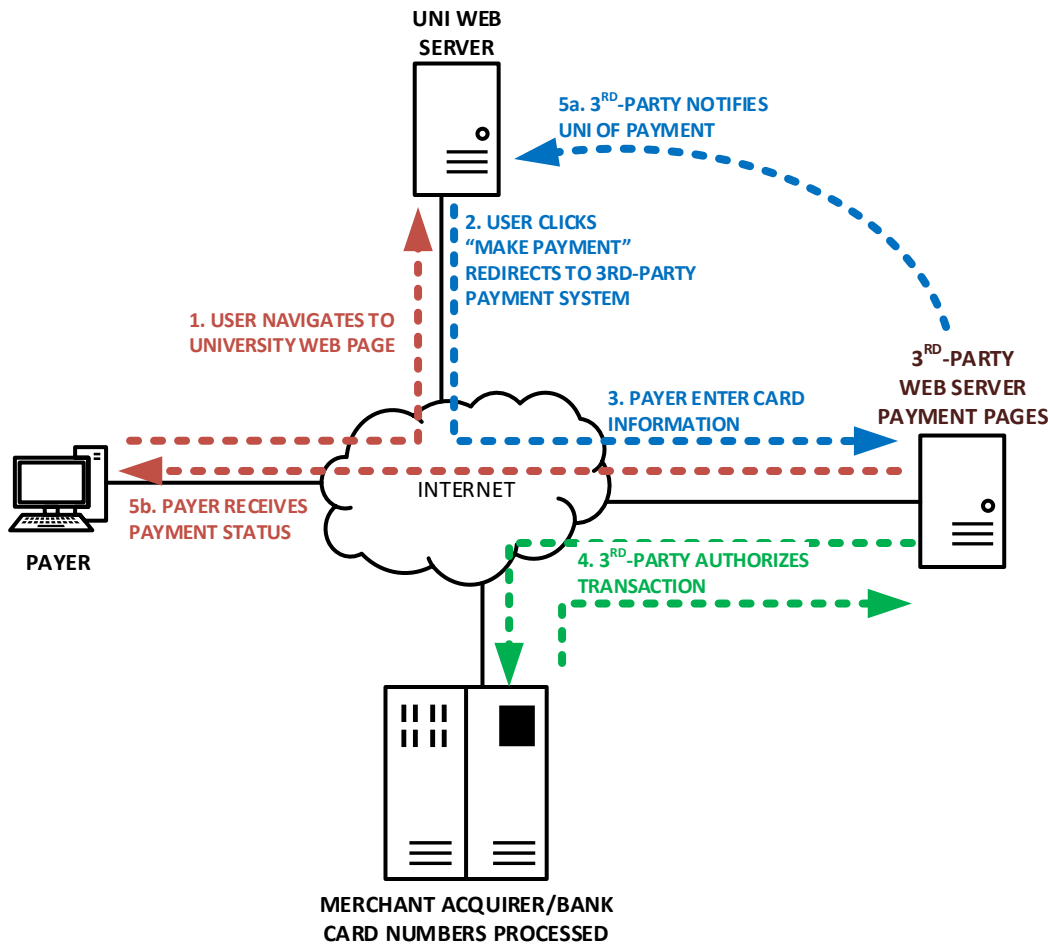 UNI WEB
SERVER
5a. 3RD-PARTY NOTIFIES
UNI OF PAYMENT
2. USER CLICKS
“MAKE PAYMENT”
REDIRECTS TO 3RD-PARTY
PAYMENT SYSTEM
1. USER NAVIGATES TO
UNIVERSITY WEB PAGE
3RD-PARTY
WEB SERVER
PAYMENT PAGES
3. PAYER ENTER CARD
INFORMATION
INTERNET
5b. PAYER RECEIVES
PAYMENT STATUS
PAYER
4. 3RD-PARTY AUTHORIZES
TRANSACTION
MERCHANT ACQUIRER/BANK
CARD NUMBERS PROCESSED